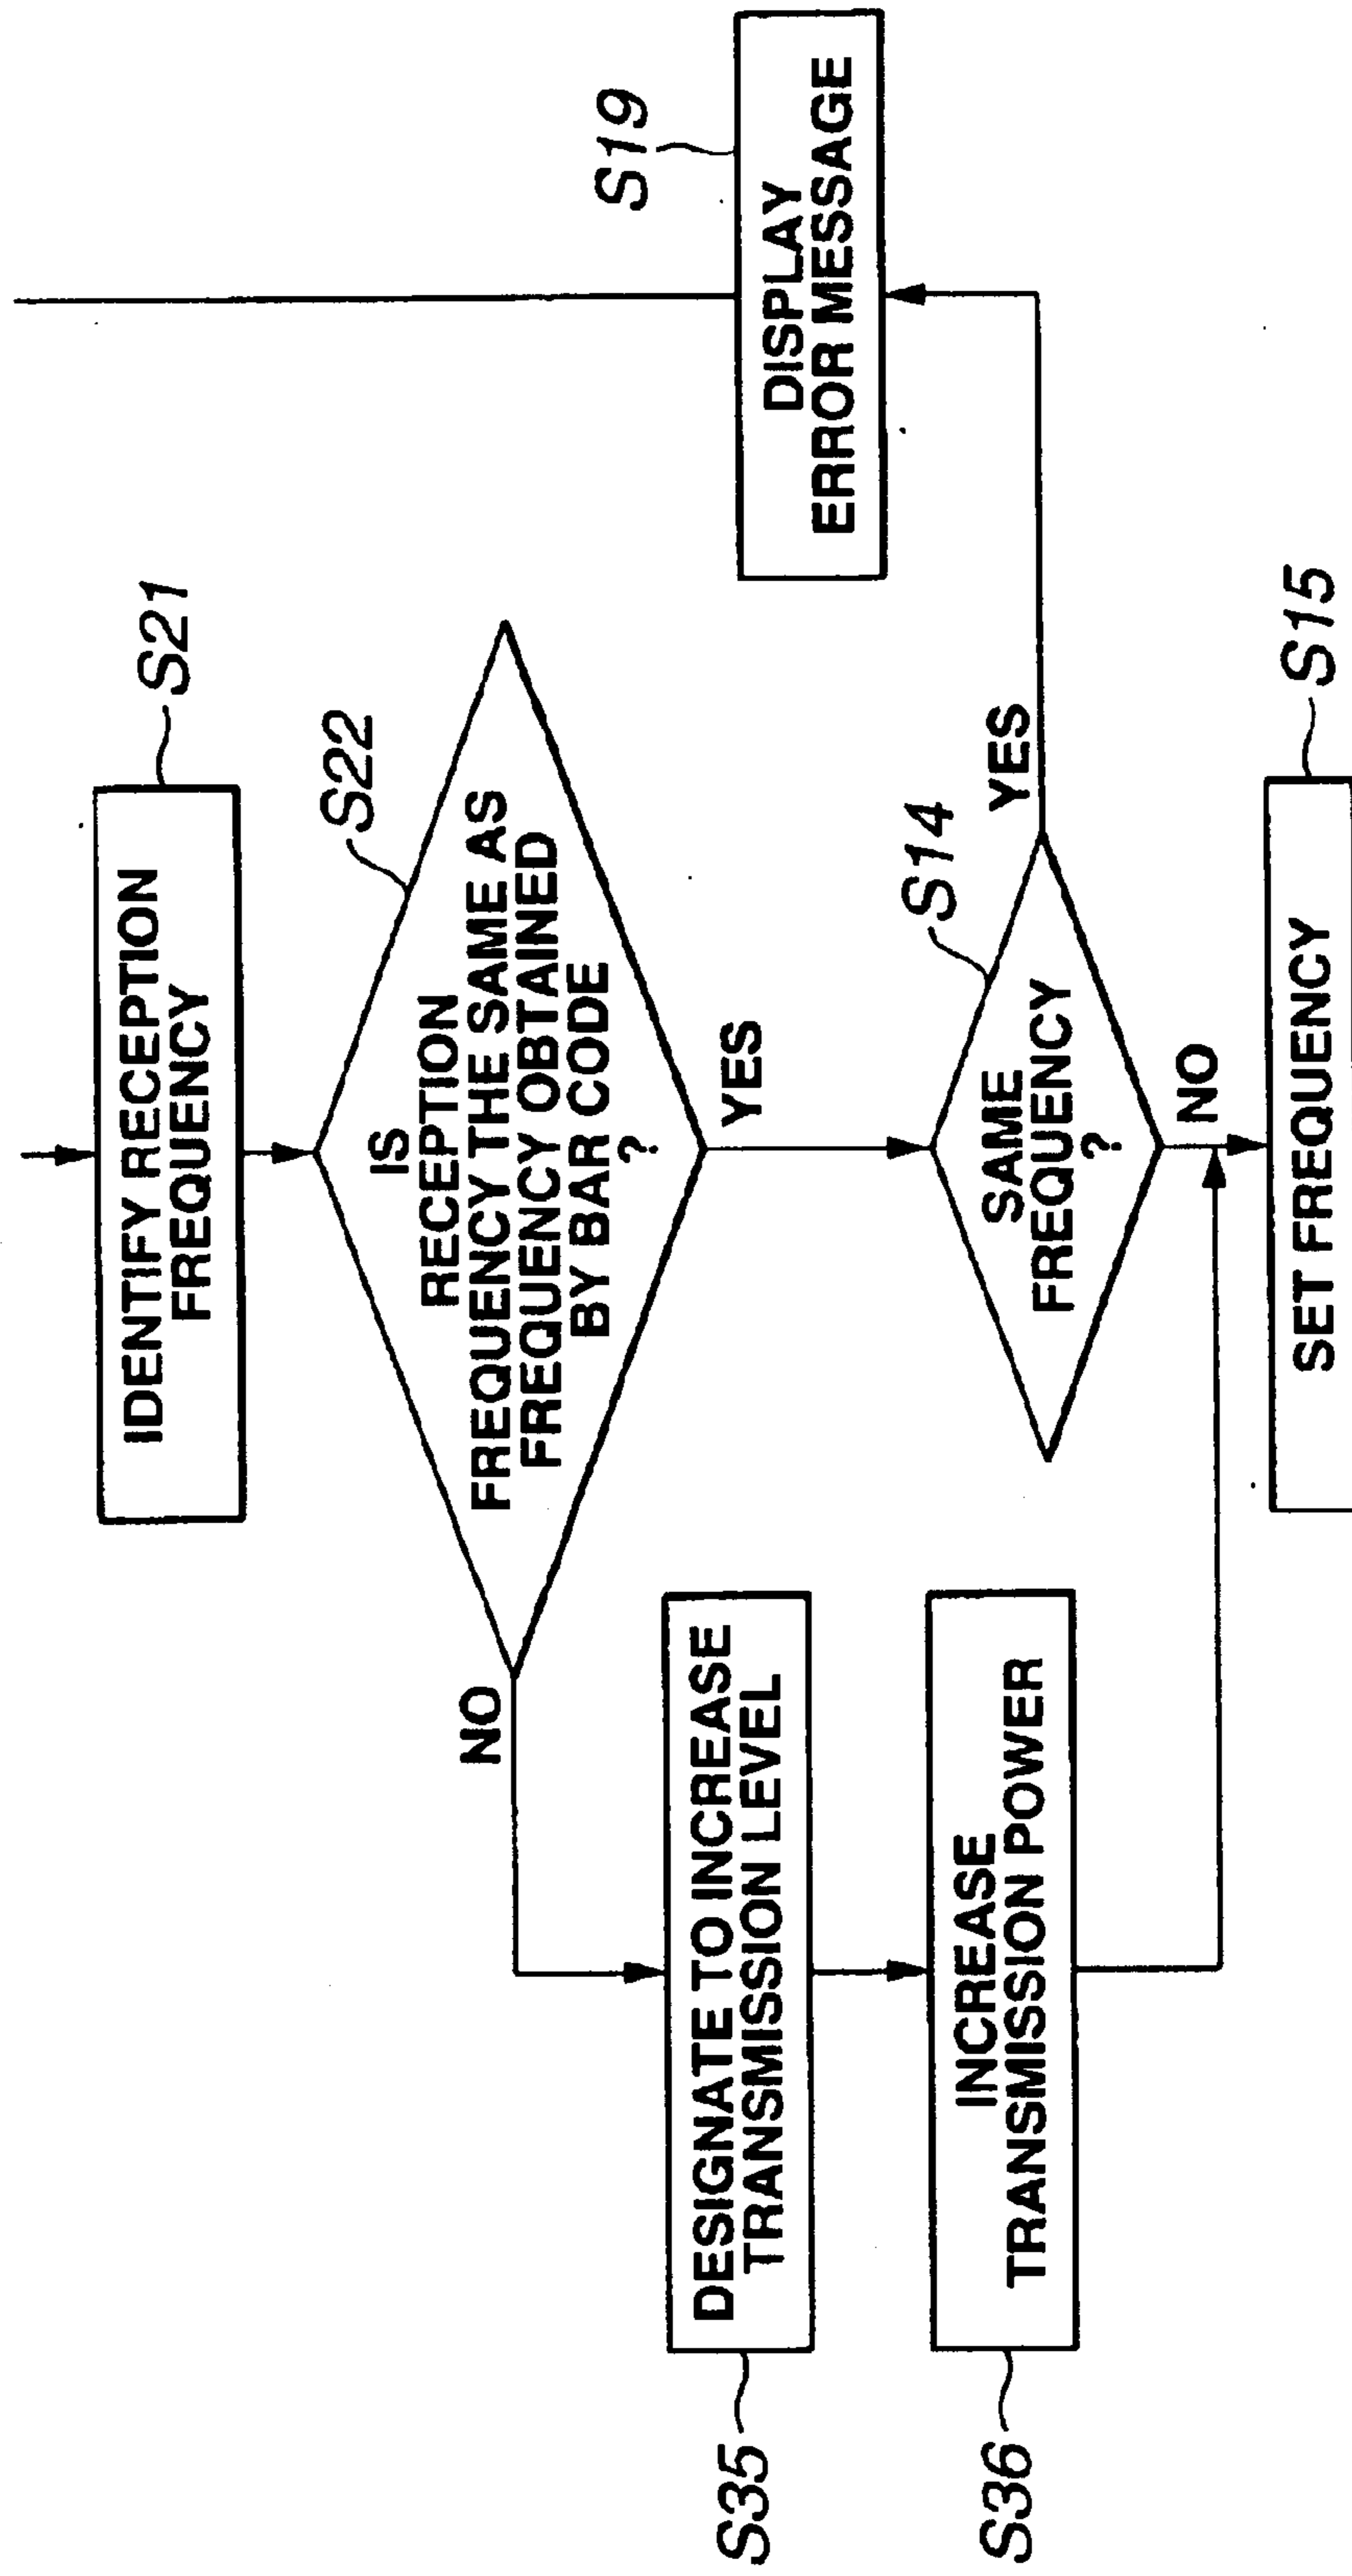 IDENTIFY RECEPTION
FREQUENCY
S21
S22
IS
RECEPTION
FREQUENCY THE SAME AS
FREQUENCY OBTAINED
BY BAR CODE
?
NO
YES
S35
DESIGNATE TO INCREASE
TRANSMISSION LEVEL
S19
DISPLAY
ERROR MESSAGE
S36
INCREASE
TRANSMISSION POWER
S14
SAME
FREQUENCY
?
YES
NO
SET FREQUENCY
S15